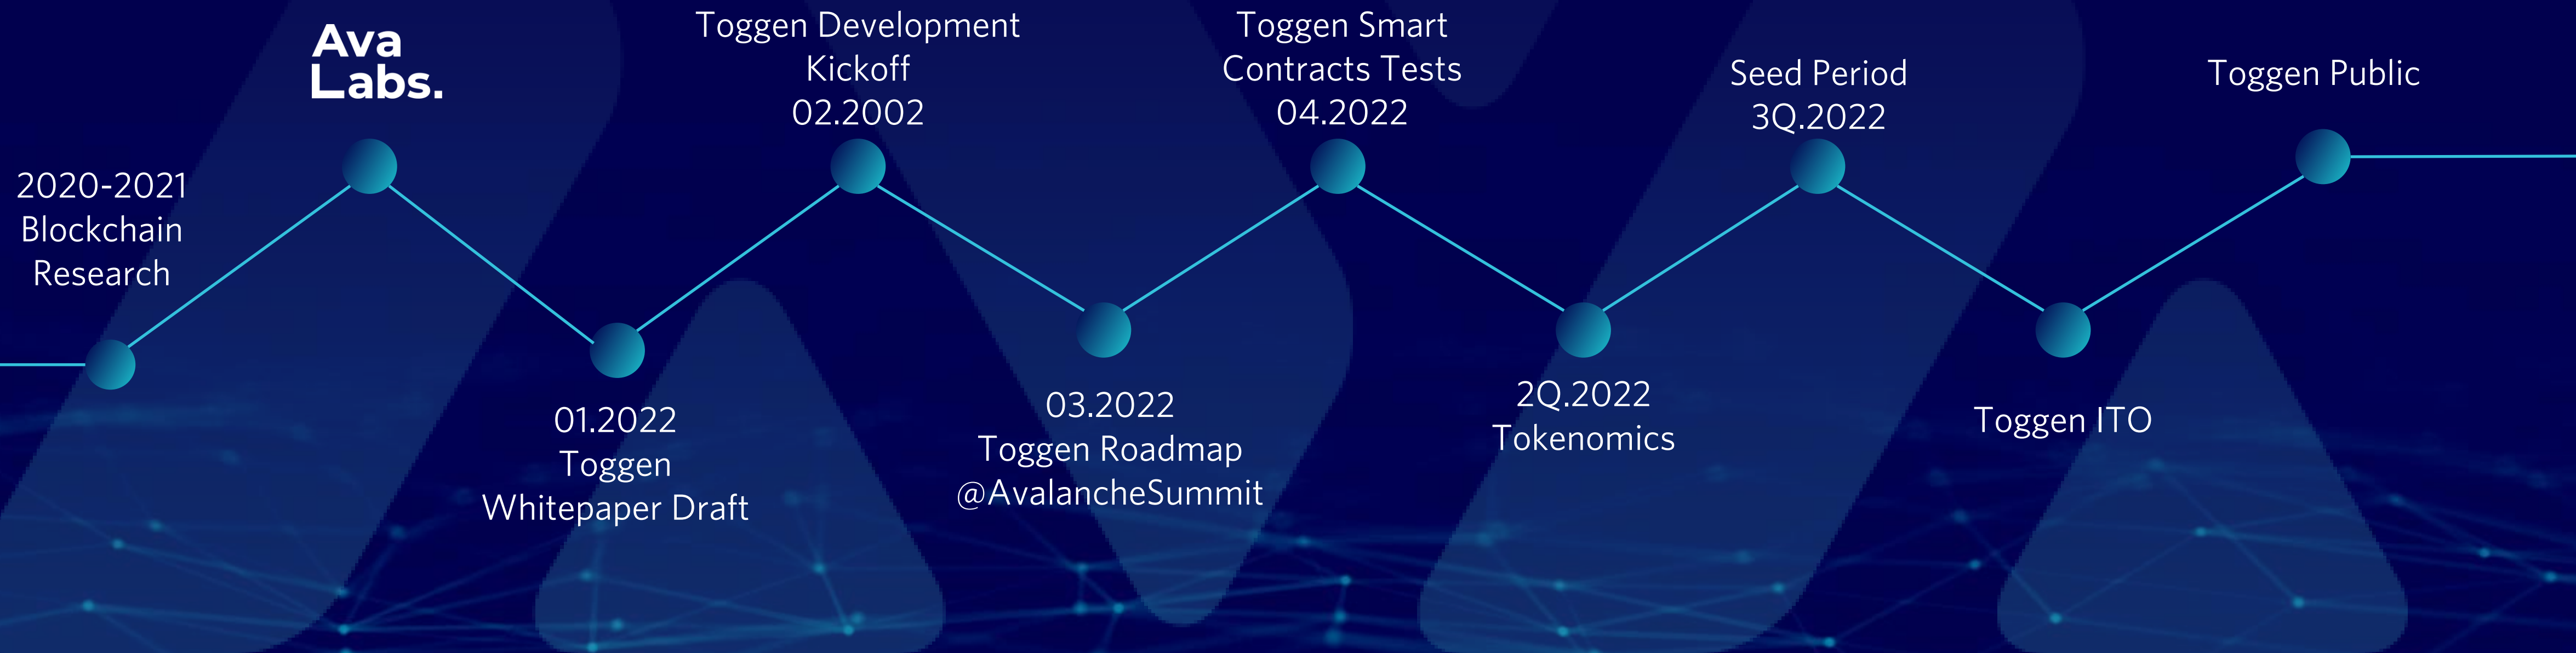 2020-2021
Blockchain
Research
Ava
Labs.
01.2022
Toggen
Whitepaper Draft
Toggen Development
Kickoff
02.2002
03.2022
Toggen Roadmap
@AvalancheSummit
Toggen Smart
Contracts Tests
04.2022
2Q.2022
Tokenomics
Seed Period
3Q.2022
Toggen ITO
Toggen Public